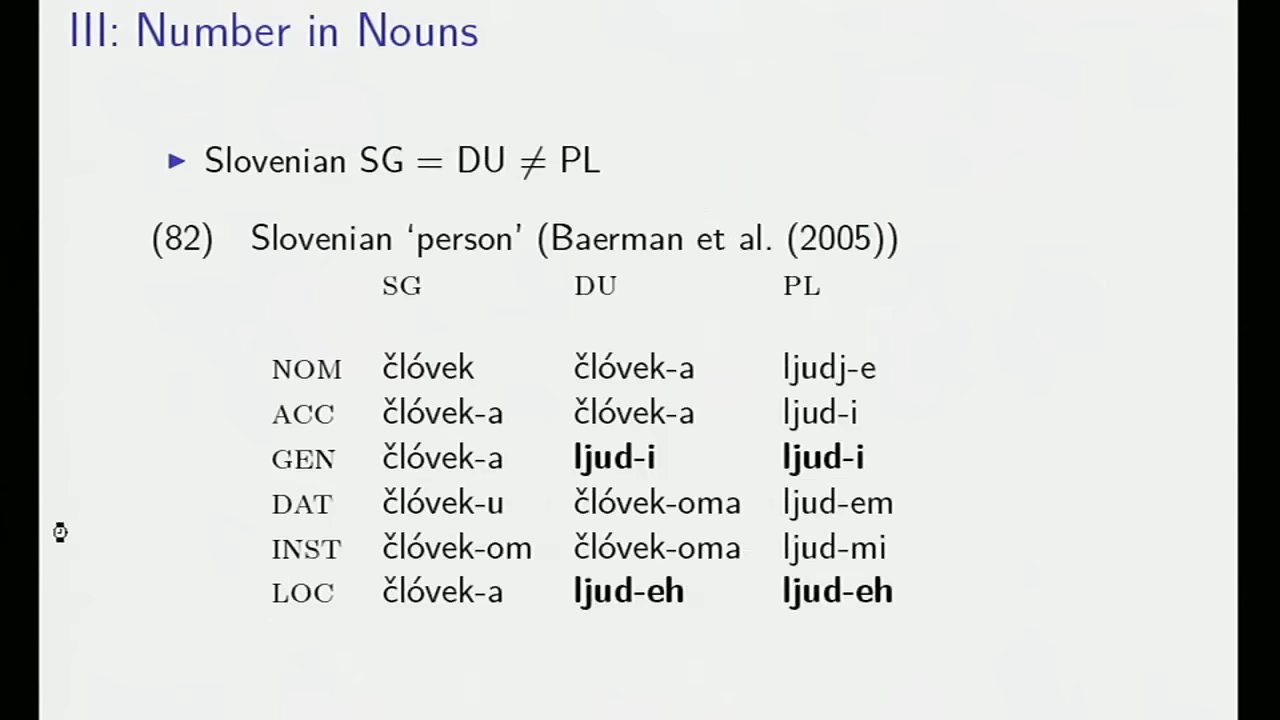 III: Number in Nouns
▶ Slovenian SG = DU ≠ PL
(82) Slovenian ‘person’ (Baerman et al. (2005))
SG DU PL
NOM člóvek člóvek-a ljudj-e
ACC člóvek-a člóvek-a ljud-i
GEN člóvek-a ljud-i ljud-i
DAT člóvek-u člóvek-oma ljud-em
INST člóvek-om člóvek-oma ljud-mi
LOC člóvek-a ljud-eh ljud-eh